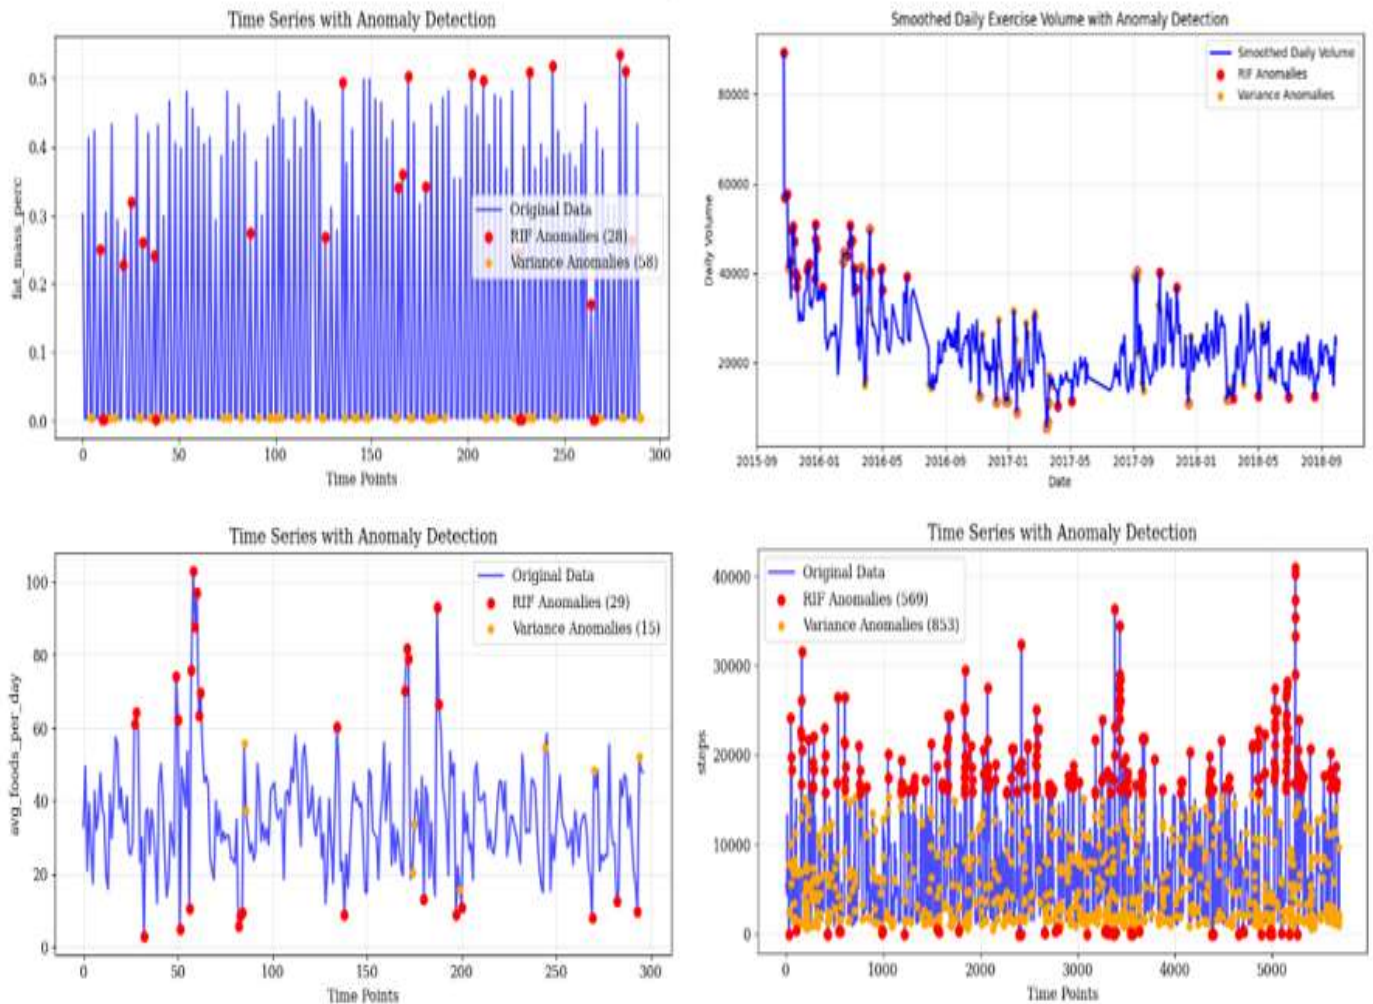 Time Series with Anomaly Detection
fat_mass_perc
0.5
0.4
0.3
0.2
0.1
0.0
Original Data
RIF Anomalies (28)
Variance Anomalies (58)
0 50 100 150 200 250 300
Time Points
Smoothed Daily Exercise Volume with Anomaly Detection
Daily Volume
80000
60000
40000
20000
Smoothed Daily Volume
RIF Anomalies
Variance Anomalies
2015-09 2016-01 2016-05 2016-09 2017-01 2017-05 2017-09 2018-01 2018-05 2018-09
Date
Time Series with Anomaly Detection
avg_foods_per_day
100
80
60
40
20
0
Original Data
RIF Anomalies (29)
Variance Anomalies (15)
0 50 100 150 200 250 300
Time Points
Time Series with Anomaly Detection
steps
40000
30000
20000
10000
0
Original Data
RIF Anomalies (569)
Variance Anomalies (853)
0 1000 2000 3000 4000 5000
Time Points